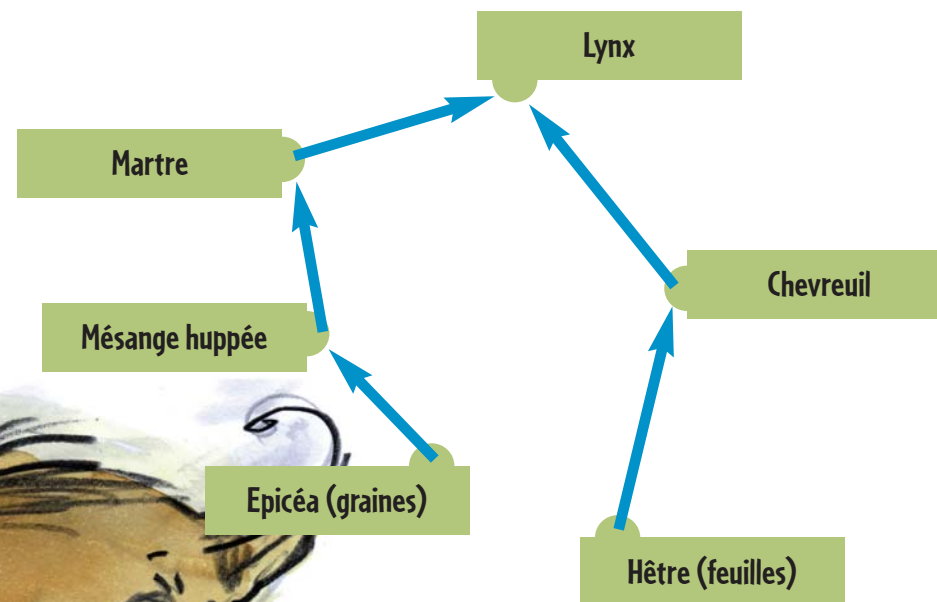 Lynx
Martre
Chevreuil
Mésange huppée
Epicéa (graines)
Hêtre (feuilles)